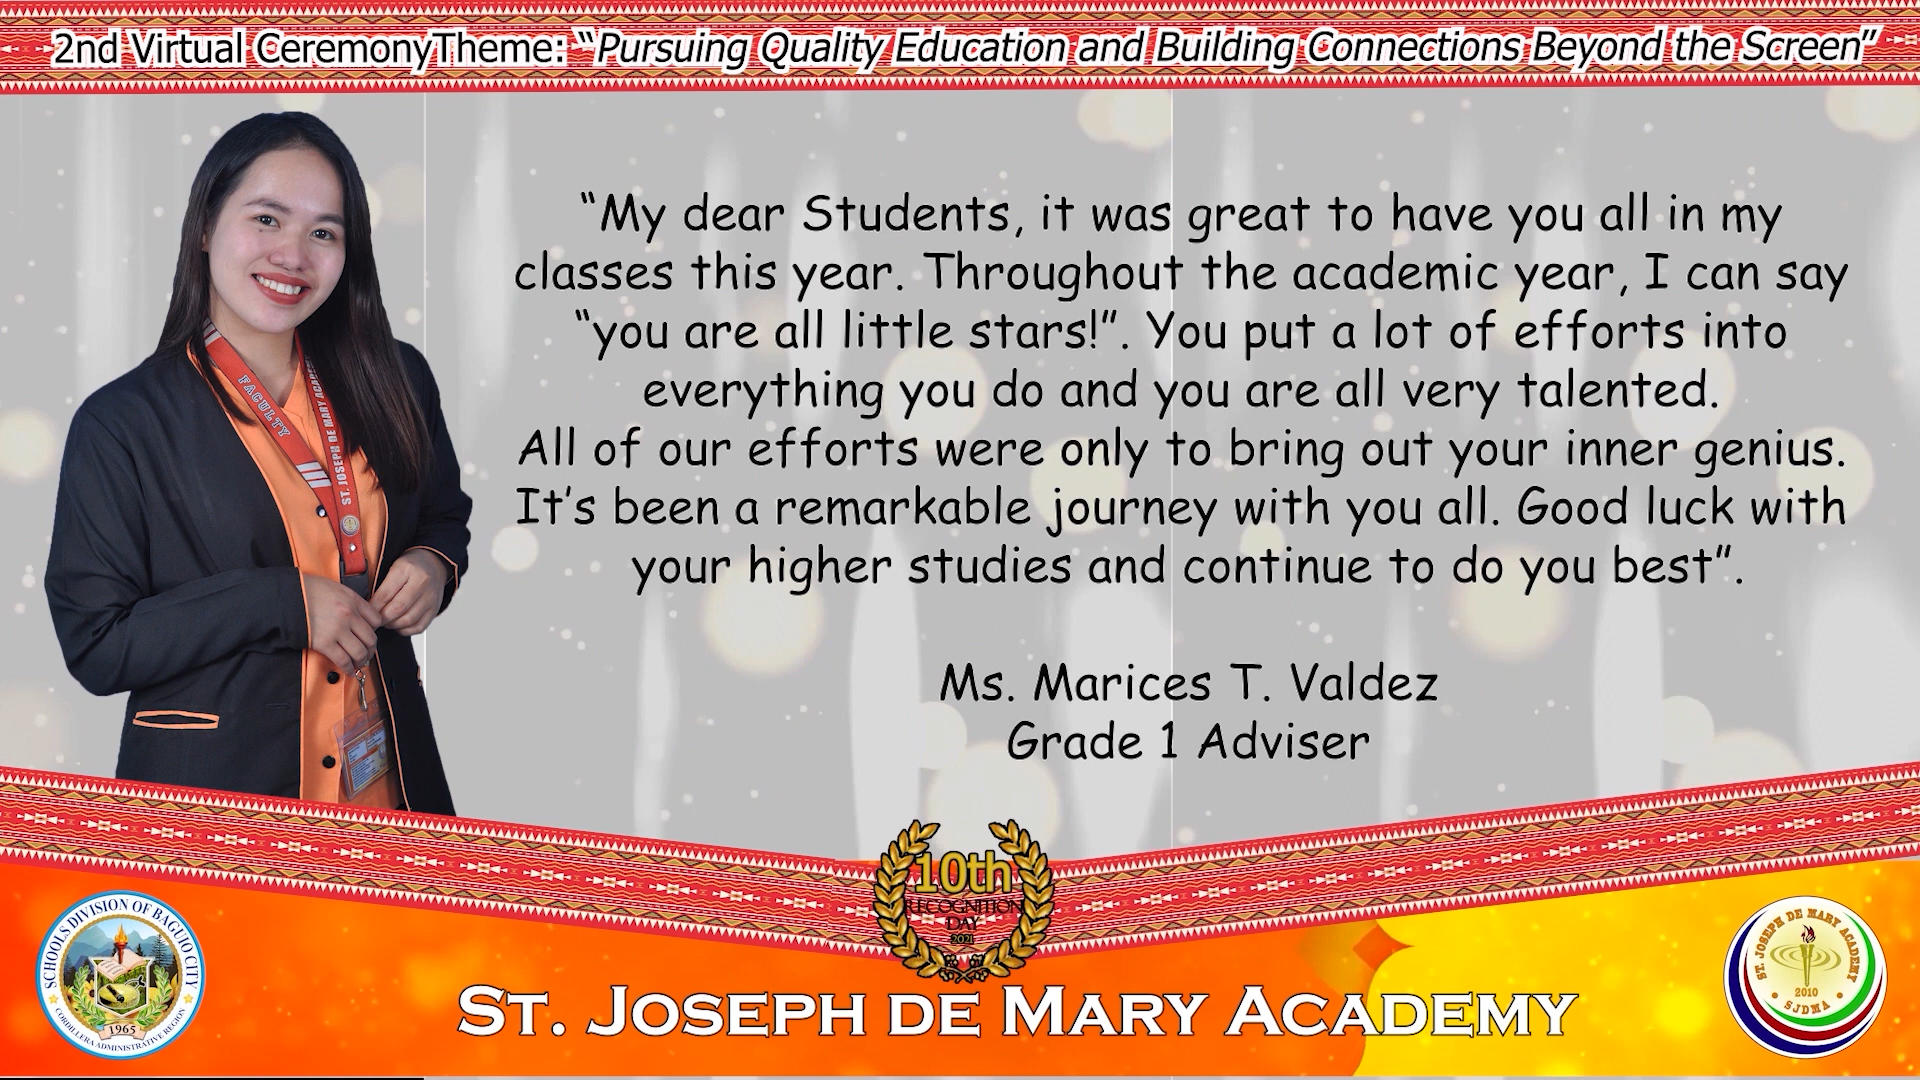 2nd Virtual CeremonyTheme: “Pursuing Quality Education and Building Connections Beyond the Screen”
“My dear Students, it was great to have you all in my
classes this year. Throughout the academic year, I can say
“you are all little stars!”. You put a lot of efforts into
everything you do and you are all very talented.
All of our efforts were only to bring out your inner genius.
It’s been a remarkable journey with you all. Good luck with
your higher studies and continue to do you best”.
Ms. Marices T. Valdez
Grade 1 Adviser
FACULTY
ST. JOSEPH DE MARY ACADE
10th
RECOGNITION
DAY
2021
SCHOOLS DIVISION OF BAGUIO CITY
1965
CORDILLERA ADMINISTRATIVE REGION
ST. JOSEPH DE MARY ACADEMY
ST. JOSEPH DE MARY ACADEMY
2010
SJDMA